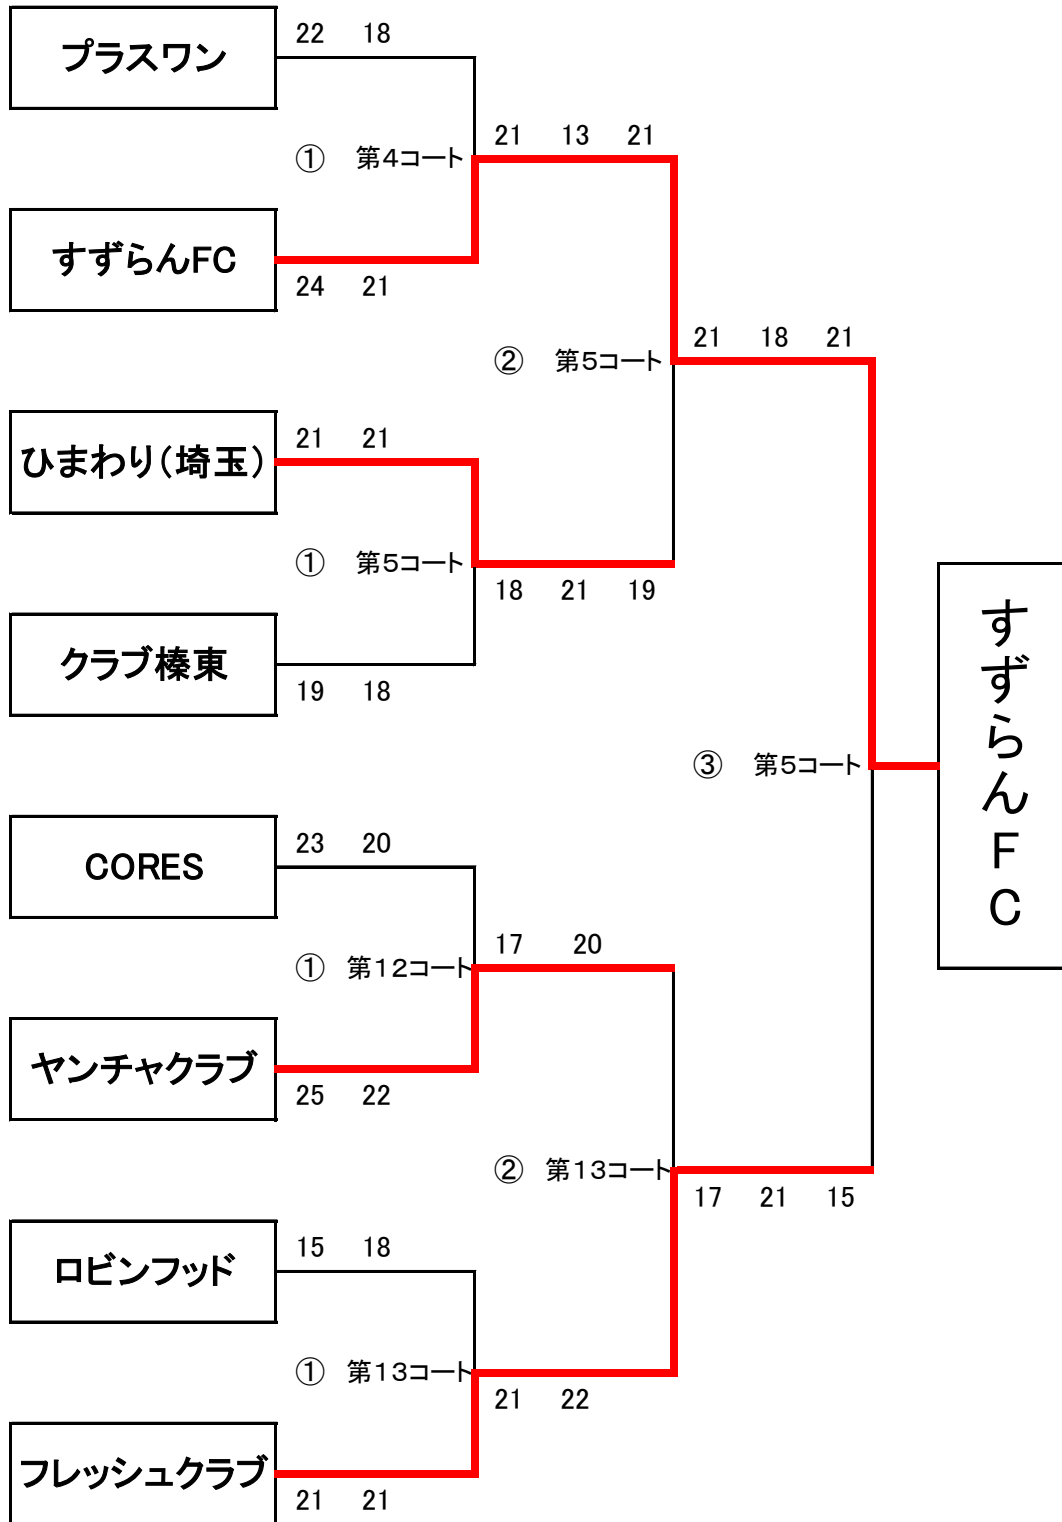 プラスワン
22 18
① 第4コート
21 13 21
すずらんFC
24 21
② 第5コート
21 18 21
ひまわり(埼玉)
21 21
① 第5コート
18 21 19
クラブ榛東
19 18
③ 第5コート
すずらんFC
CORES
23 20
① 第12コート
17 20
ヤンチャクラブ
25 22
② 第13コート
17 21 15
ロビンフッド
15 18
① 第13コート
21 22
フレッシュクラブ
21 21